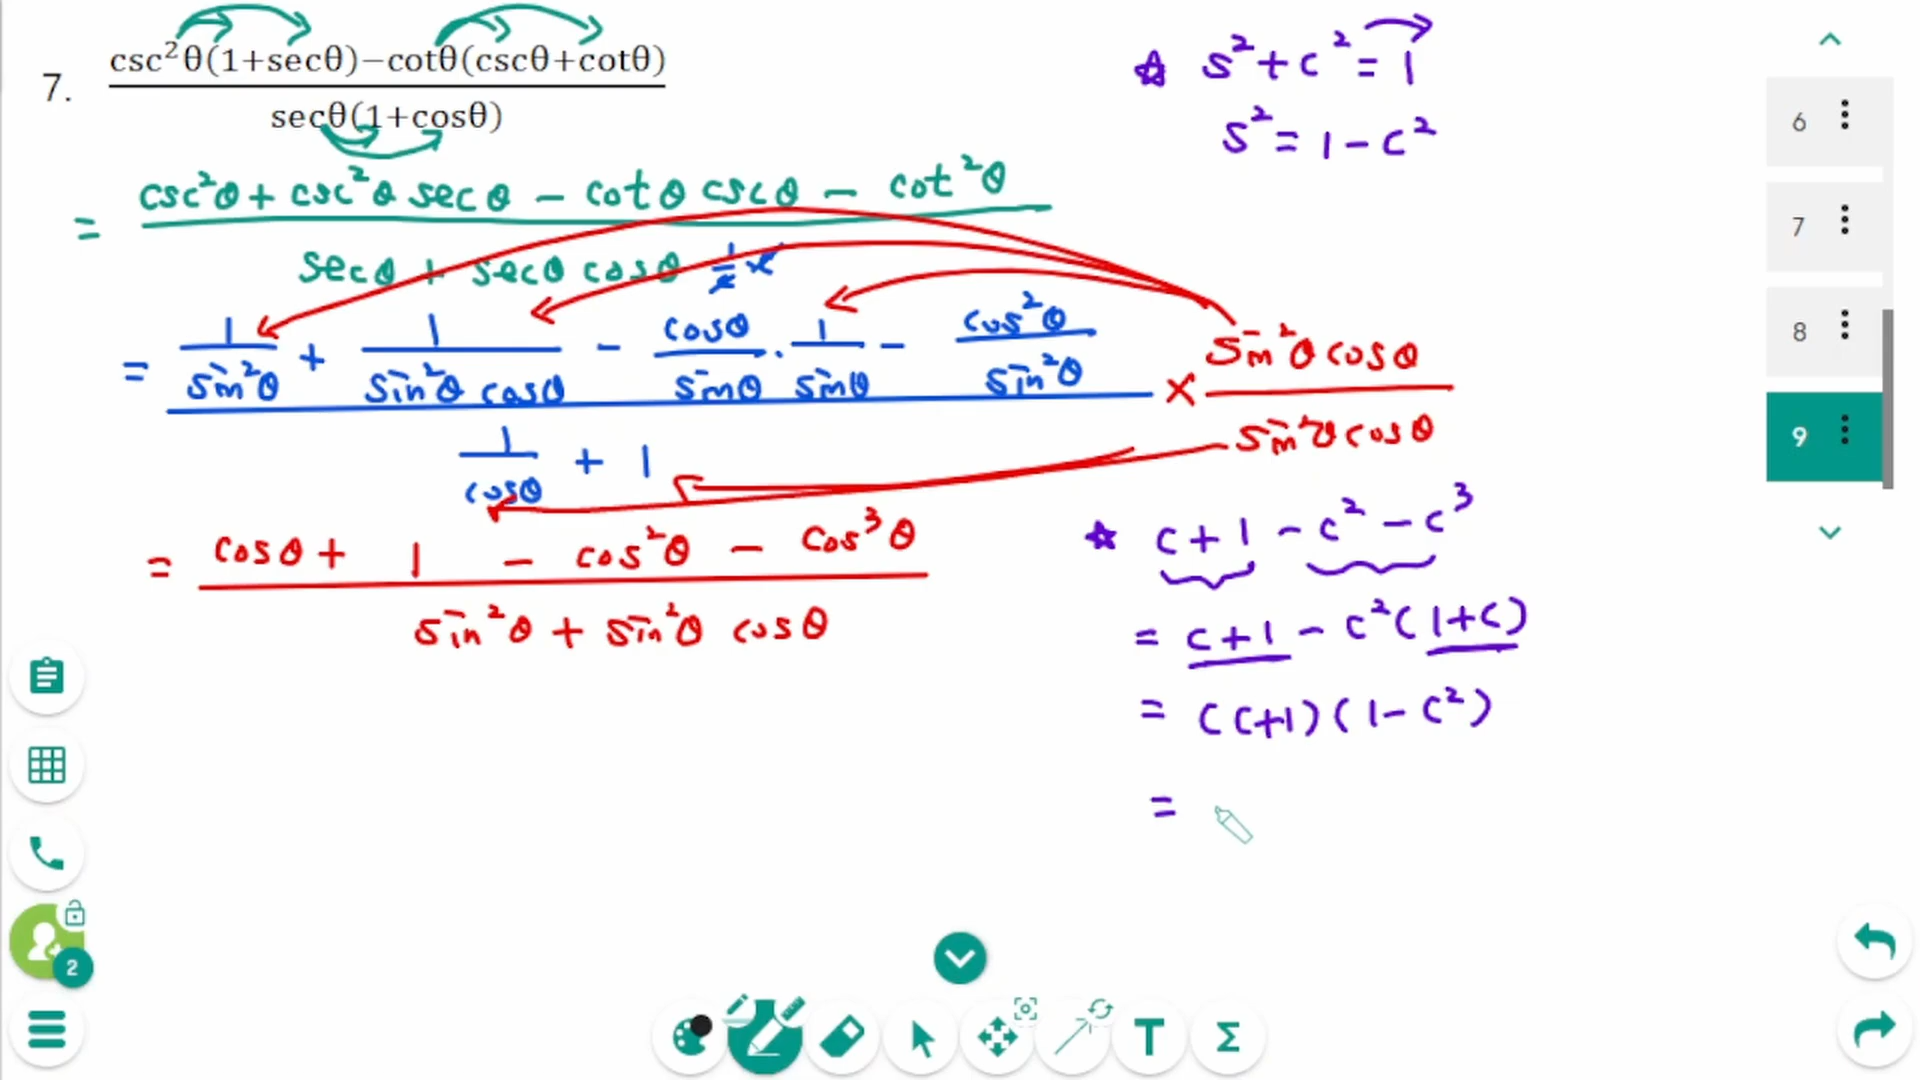 7. csc²θ(1+secθ)−cotθ(cscθ+cotθ)
secθ(1+cosθ)
= csc²θ + csc²θ secθ − cotθ cscθ − cot²θ
secθ + secθ cosθ
= 1/sin²θ + 1/(sin²θ cosθ) − cosθ/sinθ · 1/sinθ − cos²θ/sin²θ
1/cosθ + 1
× sin²θ cosθ
sin²θ cosθ
= cosθ + 1 − cos²θ − cos³θ
sin²θ + sin²θ cosθ
☆ s² + c² = 1
s² = 1 − c²
☆ c + 1 − c² − c³
= c + 1 − c²(1+c)
= (c+1)(1−c²)
=
6
7
8
9
2
T
Σ